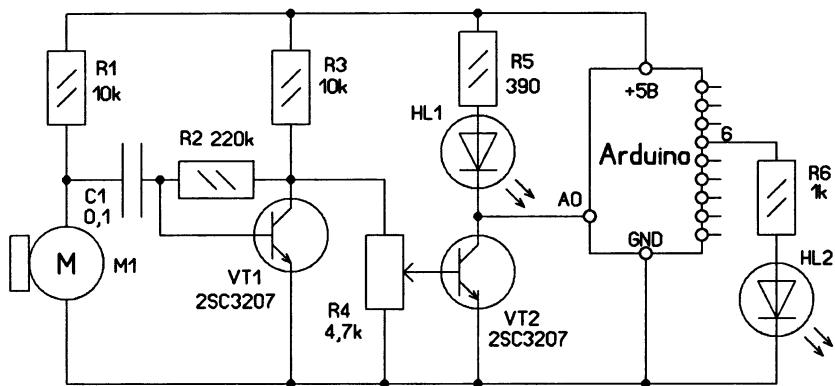 R1
10k
R3
10k
R5
390
HL1
+5В
6
R2 220k
Arduino
R6
1k
C1
0,1
A0
GND
M
M1
VT1
2SC3207
R4
4,7k
VT2
2SC3207
HL2